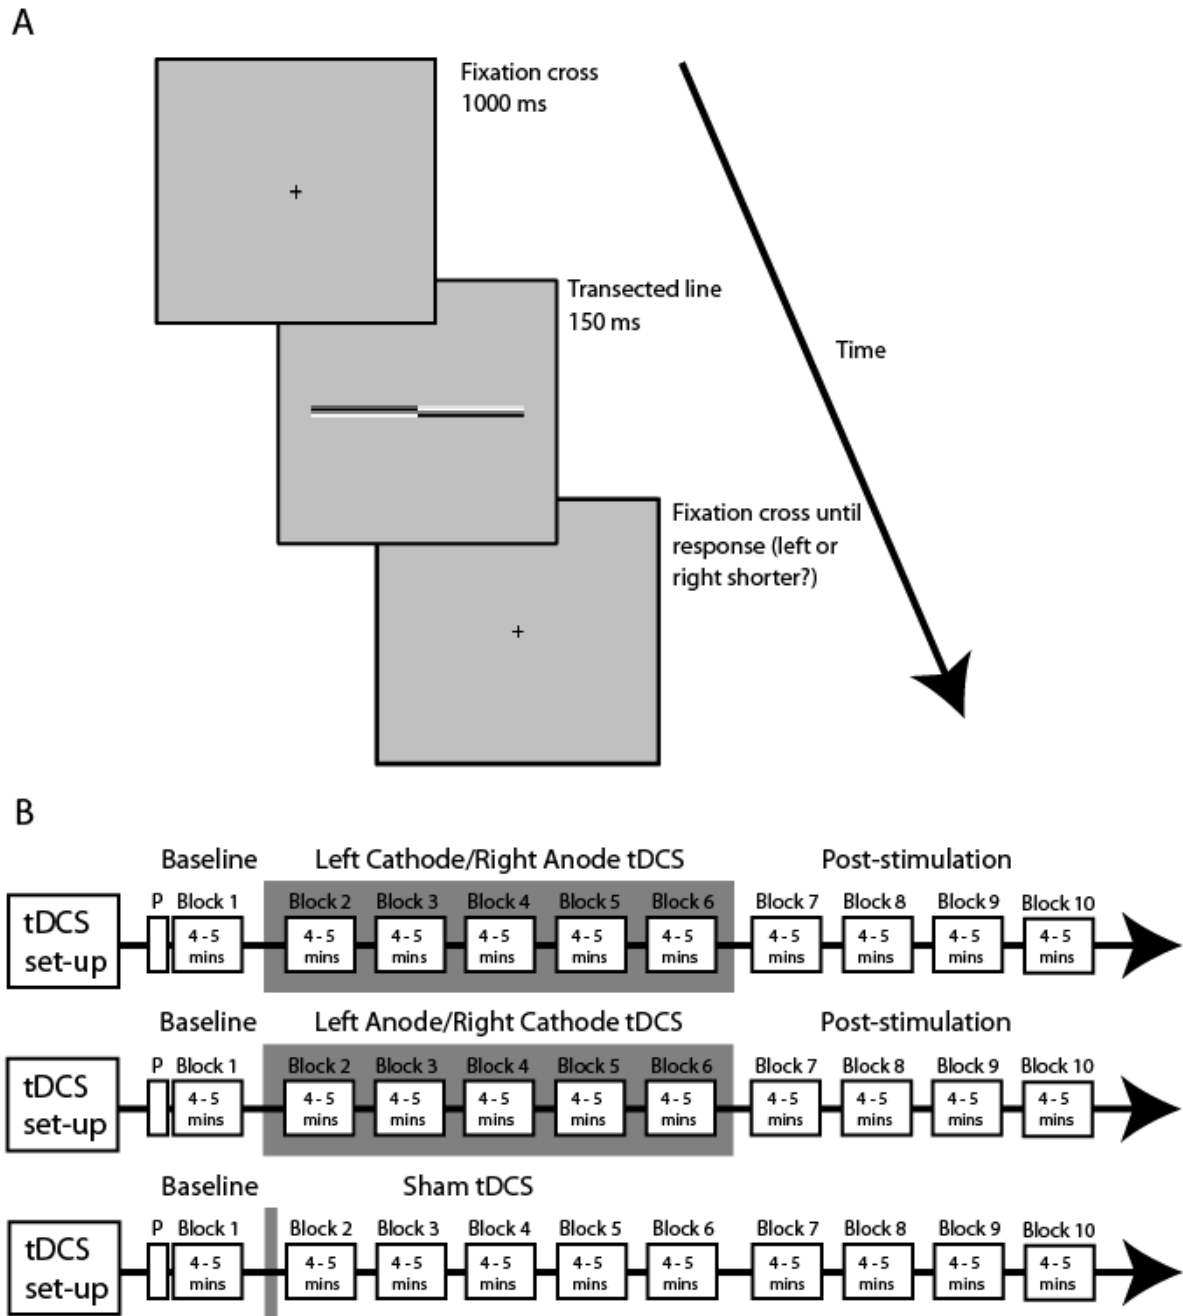 A
Fixation cross
1000 ms
Transected line
150 ms
Time
Fixation cross until
response (left or
right shorter?)
B
Baseline Left Cathode/Right Anode tDCS Post-stimulation
P Block 1 Block 2 Block 3 Block 4 Block 5 Block 6 Block 7 Block 8 Block 9 Block 10
tDCS 4 - 5 4 - 5 4 - 5 4 - 5 4 - 5 4 - 5 4 - 5 4 - 5 4 - 5 4 - 5
set-up mins mins mins mins mins mins mins mins mins mins
Baseline Left Anode/Right Cathode tDCS Post-stimulation
P Block 1 Block 2 Block 3 Block 4 Block 5 Block 6 Block 7 Block 8 Block 9 Block 10
tDCS 4 - 5 4 - 5 4 - 5 4 - 5 4 - 5 4 - 5 4 - 5 4 - 5 4 - 5 4 - 5
set-up mins mins mins mins mins mins mins mins mins mins
Baseline Sham tDCS
P Block 1 Block 2 Block 3 Block 4 Block 5 Block 6 Block 7 Block 8 Block 9 Block 10
tDCS 4 - 5 4 - 5 4 - 5 4 - 5 4 - 5 4 - 5 4 - 5 4 - 5 4 - 5 4 - 5
set-up mins mins mins mins mins mins mins mins mins mins